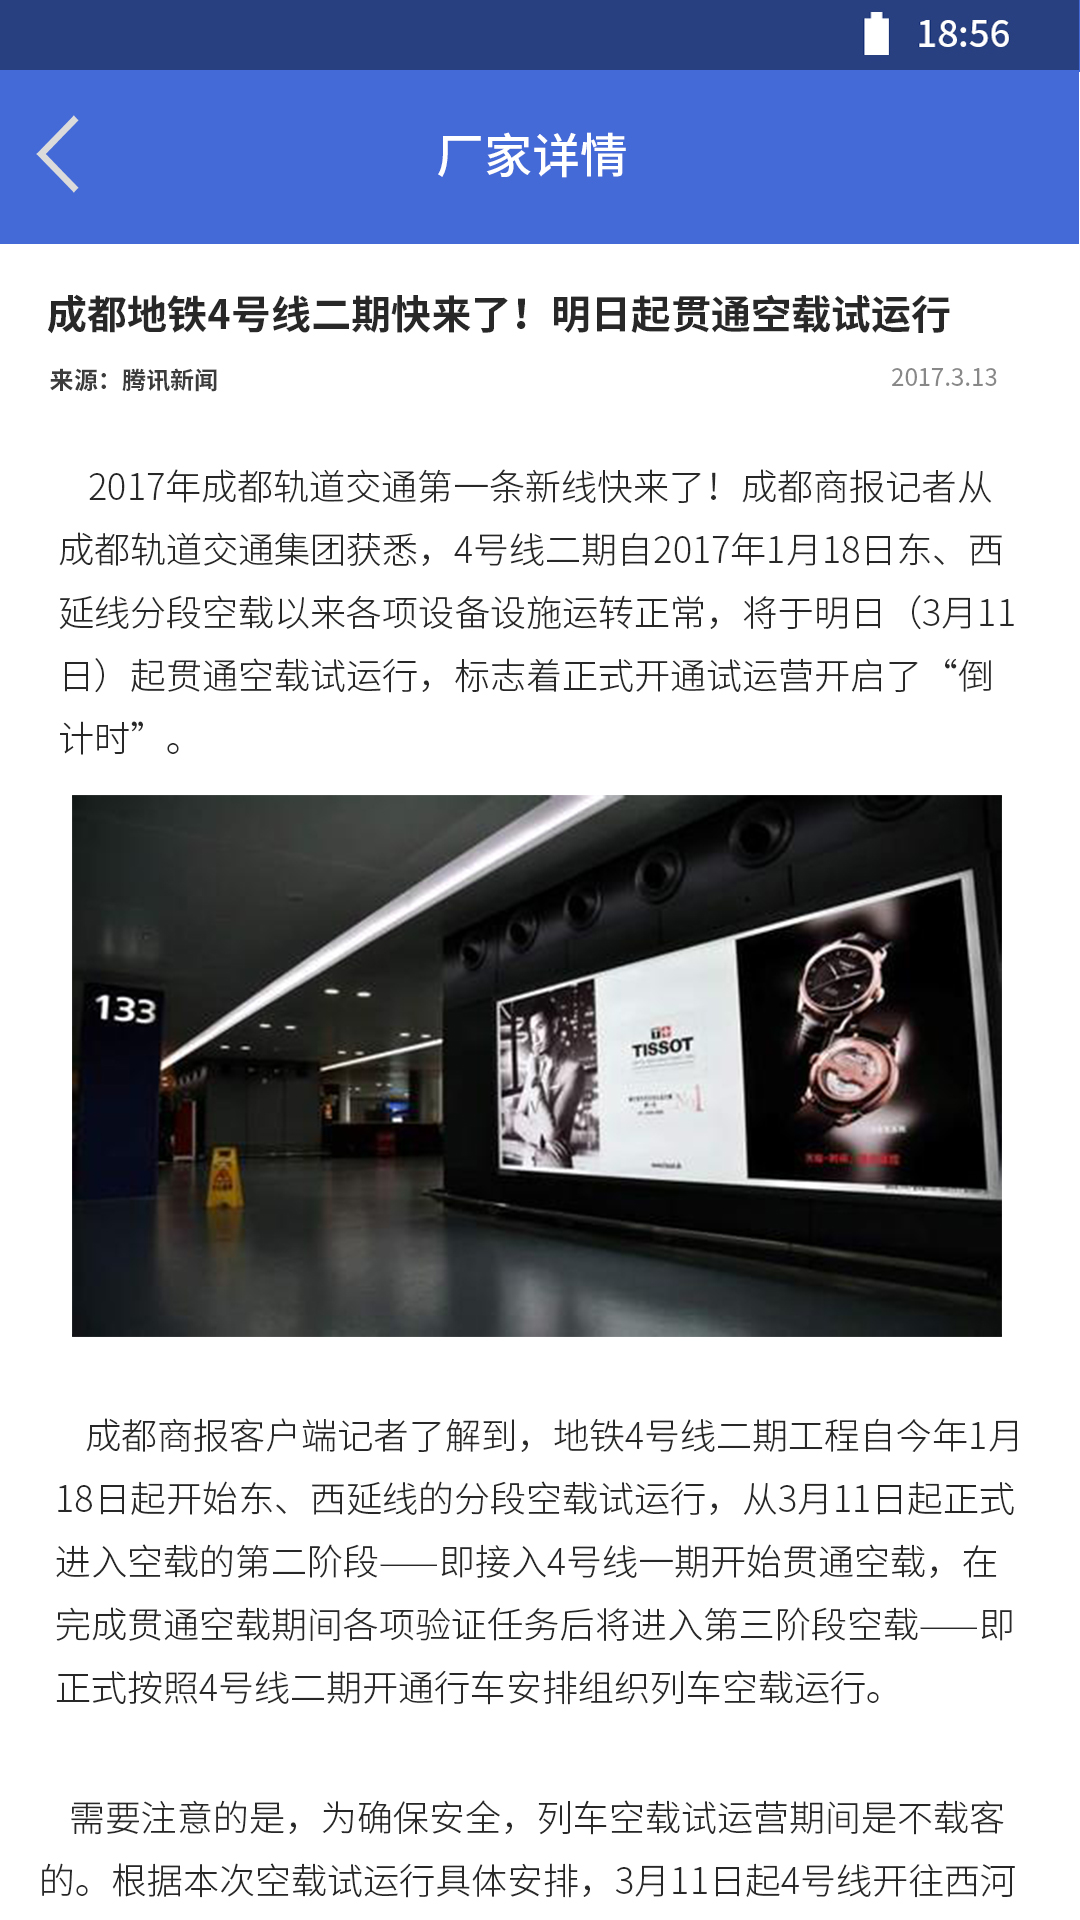 18:56
厂家详情
成都地铁4号线二期快来了！明日起贯通空载试运行
来源：腾讯新闻
2017.3.13
2017年成都轨道交通第一条新线快来了！成都商报记者从
成都轨道交通集团获悉，4号线二期自2017年1月18日东、西
延线分段空载以来各项设备设施运转正常，将于明日（3月11
日）起贯通空载试运行，标志着正式开通试运营开启了“倒
计时”。
133
T+
TISSOT
No1
成都商报客户端记者了解到，地铁4号线二期工程自今年1月
18日起开始东、西延线的分段空载试运行，从3月11日起正式
进入空载的第二阶段——即接入4号线一期开始贯通空载，在
完成贯通空载期间各项验证任务后将进入第三阶段空载——即
正式按照4号线二期开通行车安排组织列车空载运行。
需要注意的是，为确保安全，列车空载试运营期间是不载客
的。根据本次空载试运行具体安排，3月11日起4号线开往西河